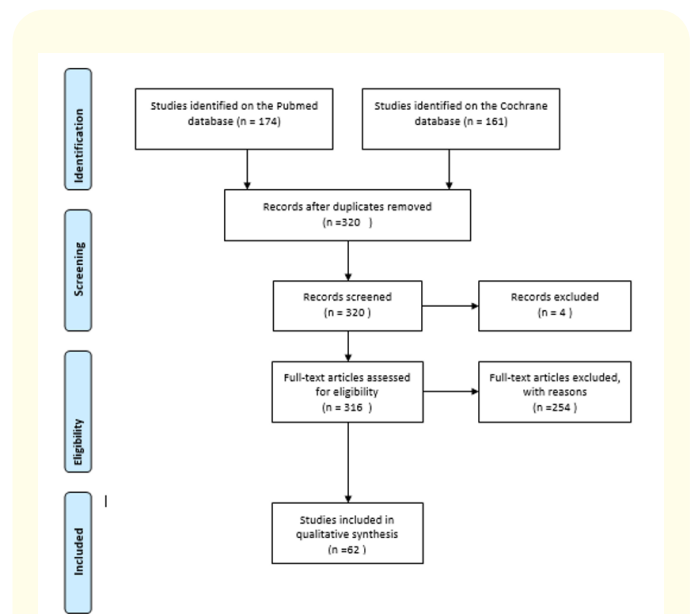 Identification
Studies identified on the Pubmed
database (n = 174)
Studies identified on the Cochrane
database (n = 161)
Records after duplicates removed
(n =320   )
Screening
Records screened
(n = 320 )
Records excluded
(n = 4 )
Eligibility
Full-text articles assessed
for eligibility
(n = 316  )
Full-text articles excluded,
with reasons
(n =254 )
Included
Studies included in
qualitative synthesis
(n =62 )